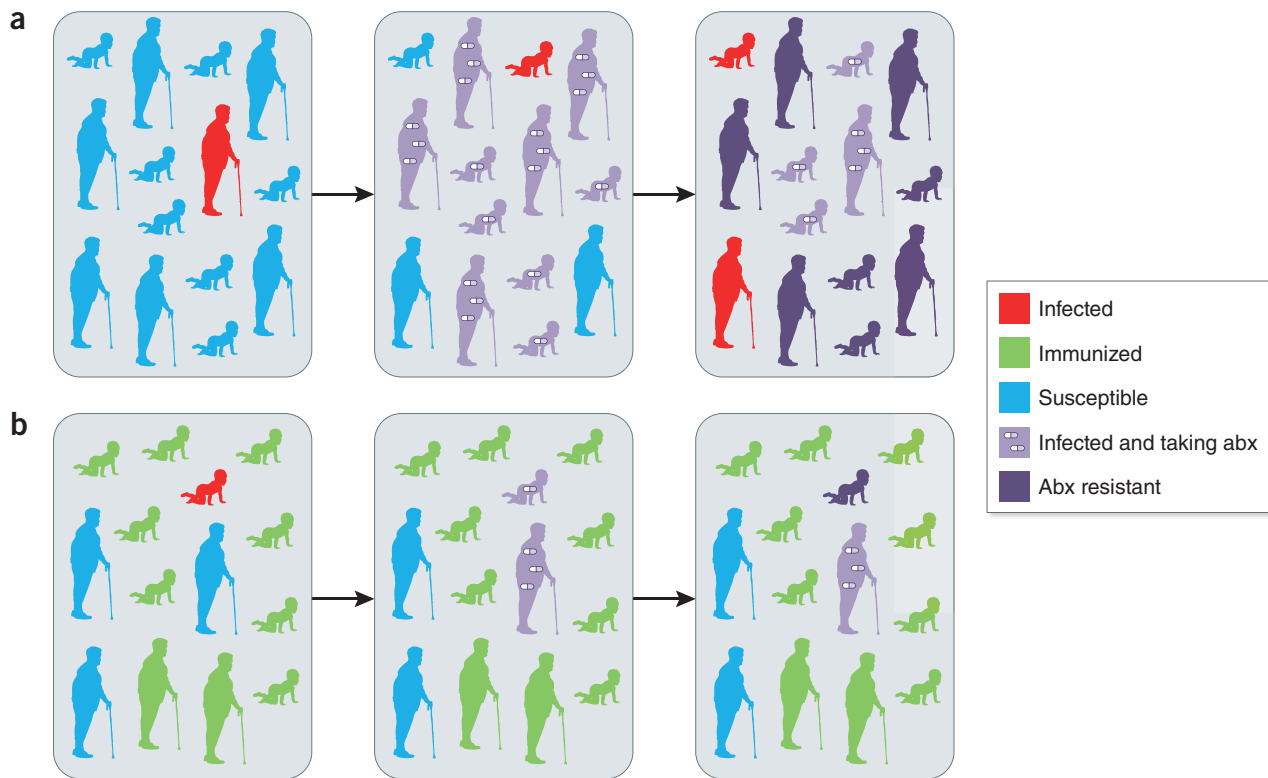 a
b
Infected
Immunized
Susceptible
Infected and taking abx
Abx resistant